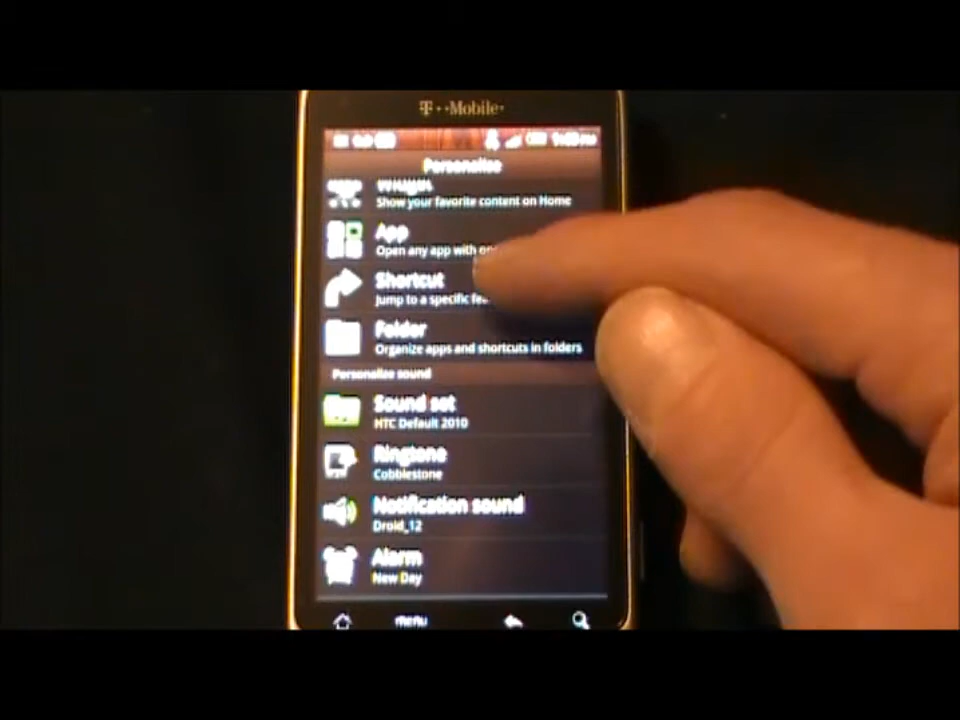 T··Mobile·
Personalize
Widget
Show your favorite content on Home
App
Open any app with
Shortcut
Jump to a specific
Folder
Organize apps and shortcuts in folders
Personalize sound
Sound set
HTC Default 2010
Ringtone
Cobblestone
Notification sound
Droid_12
Alarm
New Day
menu